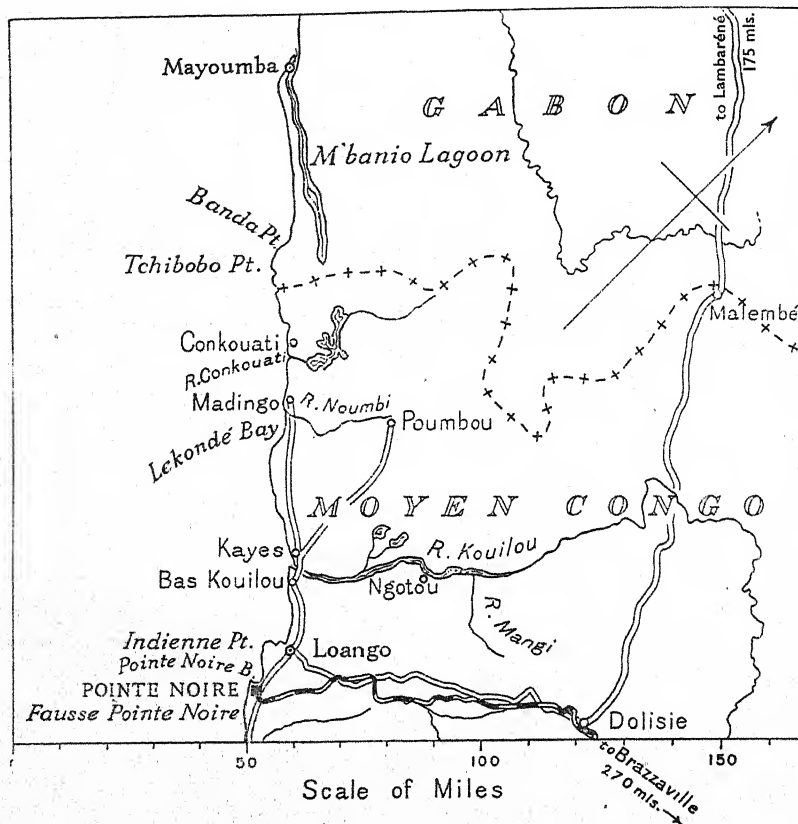 Mayoumba
to Lambaréné
175 mls.
GABON
M'banio Lagoon
Banda Pt.
Tchibobo Pt.
Malembé
Conkouati
R. Conkouati
Madingo
R. Noumbi
Poumbou
Lekondé Bay
MOYEN CONGO
Kayes
R. Kouilou
Bas Kouilou
Ngotou
R. Mangi
Indienne Pt.
Loango
Pointe Noire B.
POINTE NOIRE
Fausse Pointe Noire
Dolisie
to Brazzaville
270 mls.
50 100 150
Scale of Miles